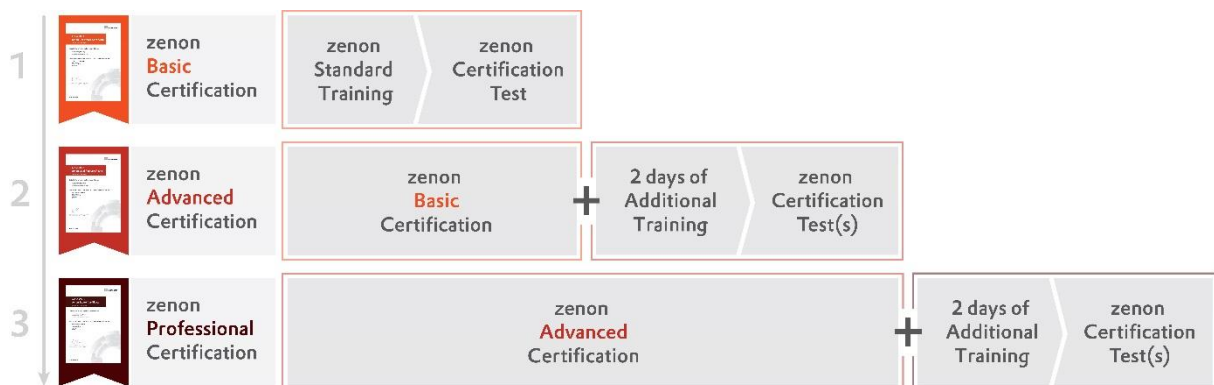 1
zenon
Basic
Certification
zenon
Standard
Training
zenon
Certification
Test
2
zenon
Advanced
Certification
zenon
Basic
Certification
+
2 days of
Additional
Training
zenon
Certification
Test(s)
3
zenon
Professional
Certification
zenon
Advanced
Certification
+
2 days of
Additional
Training
zenon
Certification
Test(s)